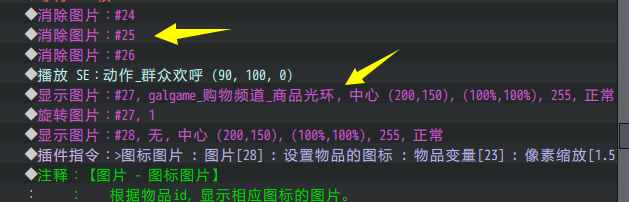 ◆消除图片：#24
◆消除图片：#25
◆消除图片：#26
◆播放 SE：动作_群众欢呼 (90, 100, 0)
◆显示图片：#27, galgame_购物频道_商品光环, 中心 (200,150), (100%,100%), 255, 正常
◆旋转图片：#27, 1
◆显示图片：#28, 无, 中心 (200,150), (100%,100%), 255, 正常
◆插件指令：>图标图片 : 图片[28] : 设置物品的图标 : 物品变量[23] : 像素缩放[1.5
◆注释：【图片 - 图标图片】
：　　：　根据物品id, 显示相应图标的图片。